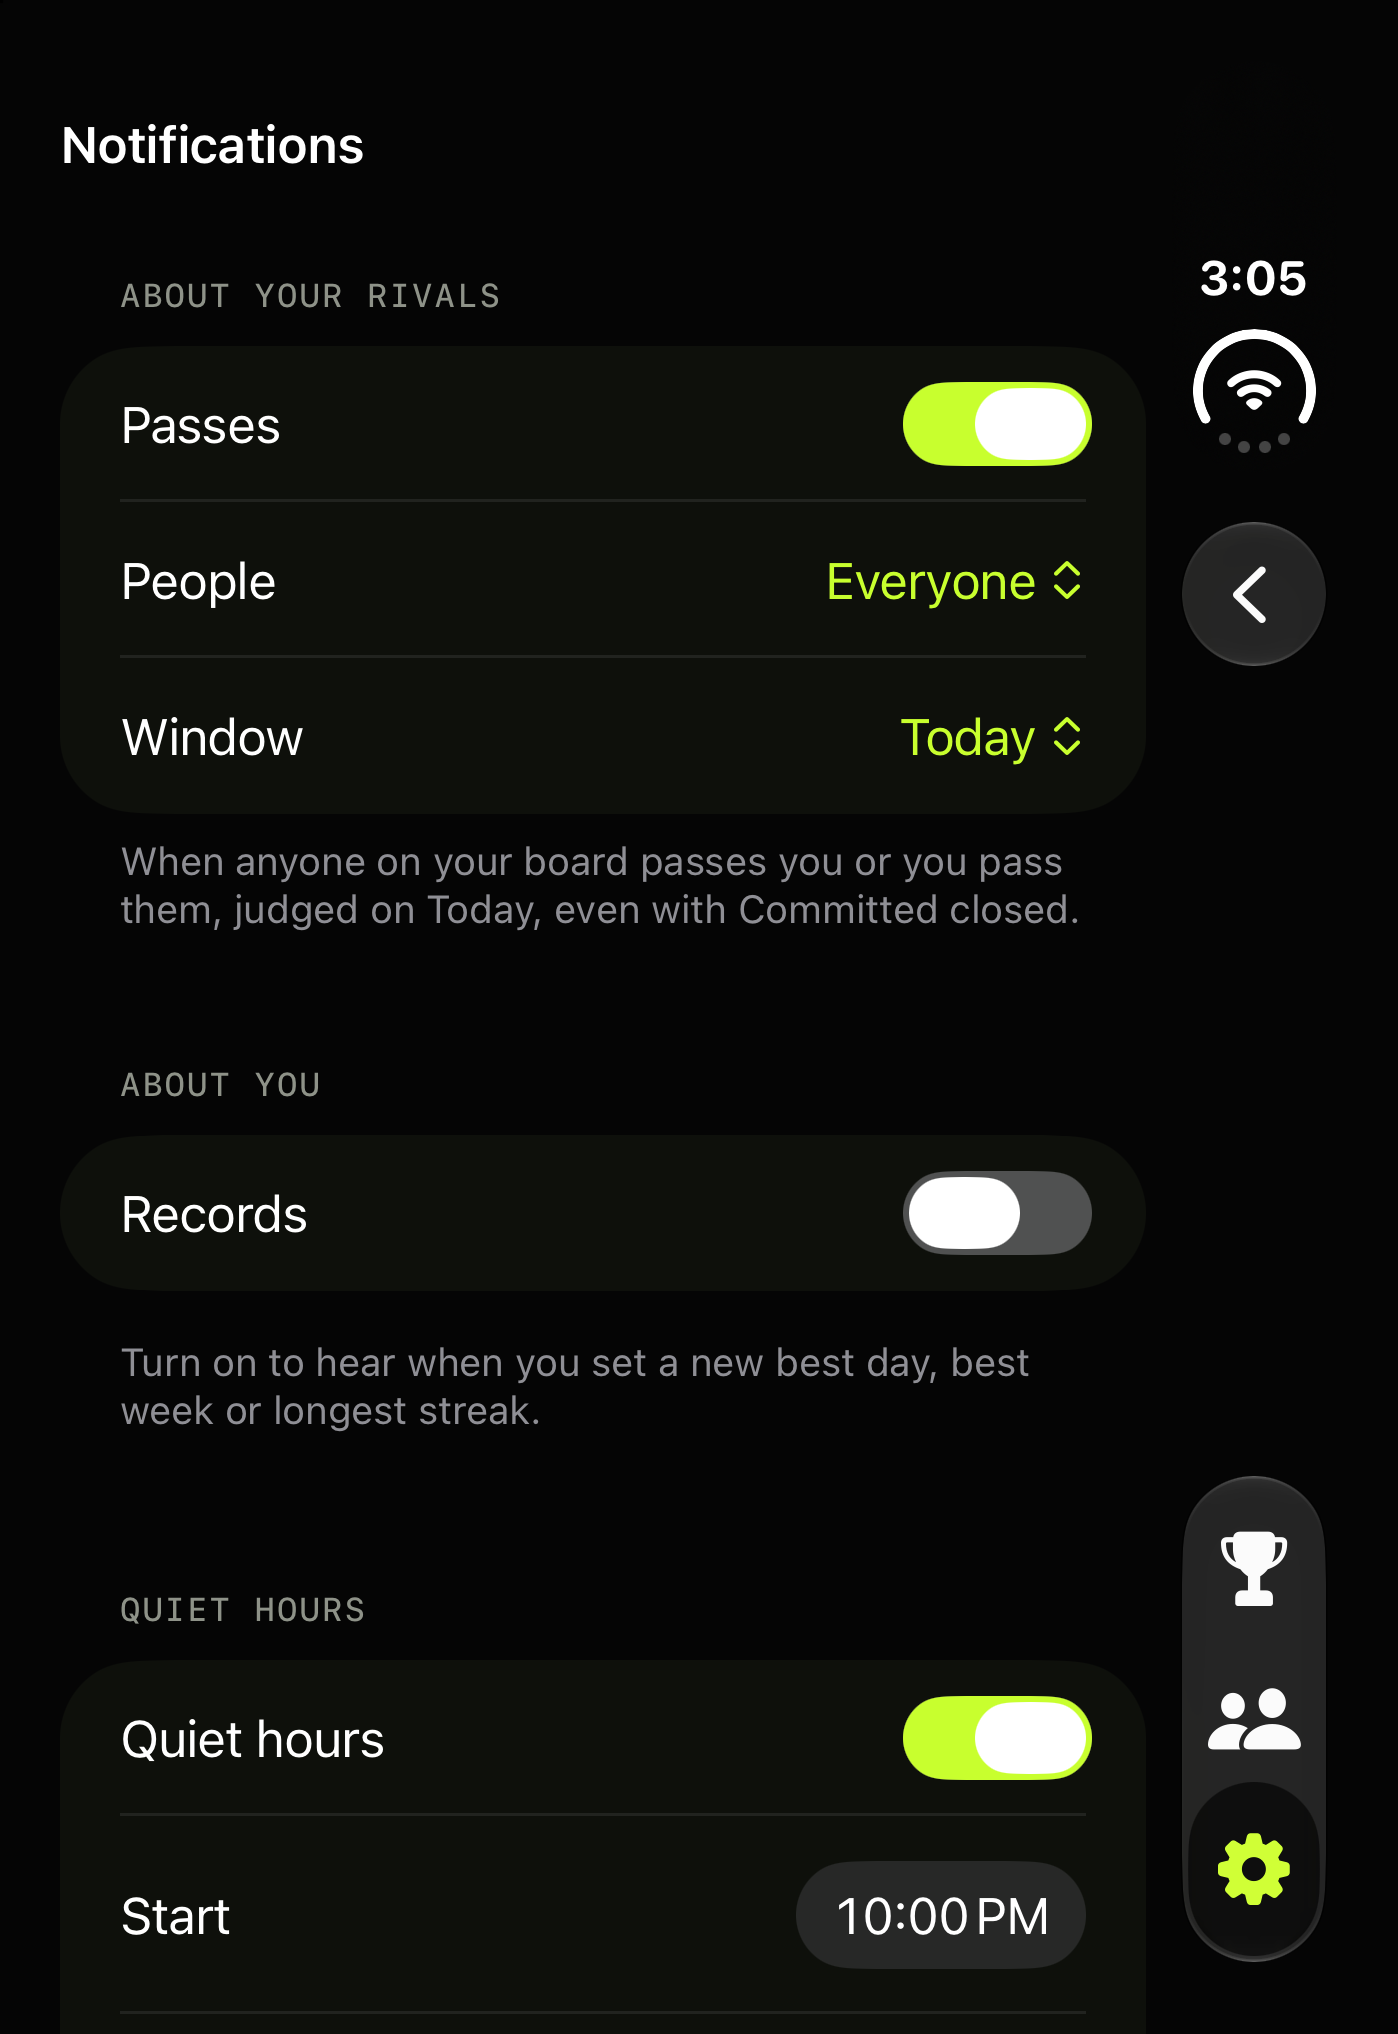 Notifications
3:05
ABOUT YOUR RIVALS
Passes
People Everyone
Window Today
When anyone on your board passes you or you pass
them, judged on Today, even with Committed closed.
ABOUT YOU
Records
Turn on to hear when you set a new best day, best
week or longest streak.
QUIET HOURS
Quiet hours
Start 10:00 PM